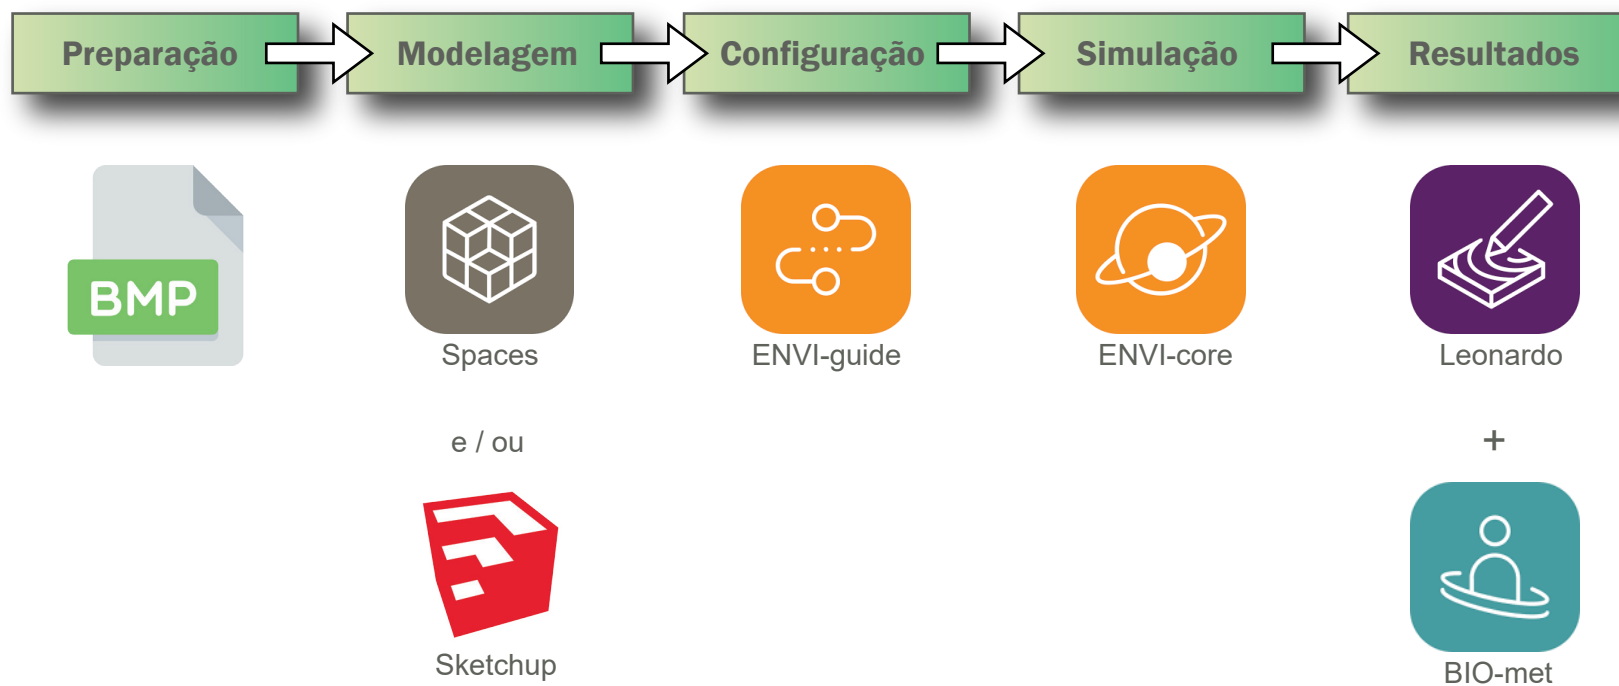 Preparação
Modelagem
Configuração
Simulação
Resultados
BMP
Spaces
ENVI-guide
ENVI-core
Leonardo
e / ou
+
Sketchup
BIO-met